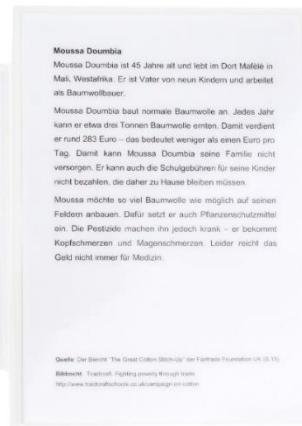 Moussa Doumbia
Moussa Doumbia ist 45 Jahre alt und lebt im Dorf Mafélé in
Mali, Westafrika. Er ist Vater von neun Kindern und arbeitet
als Baumwollbauer.
Moussa Doumbia baut normale Baumwolle an. Jedes Jahr
kann er etwa drei Tonnen Baumwolle ernten. Damit verdient
er rund 283 Euro – das bedeutet weniger als einen Euro pro
Tag. Damit kann Moussa Doumbia seine Familie nicht
versorgen. Er kann auch die Schulgebühren für seine Kinder
nicht bezahlen, die daher zu Hause bleiben müssen.
Moussa möchte so viel Baumwolle wie möglich auf seinen
Feldern anbauen. Dafür setzt er auch Pflanzenschutzmittel
ein. Die Pestizide machen ihn jedoch krank – er bekommt
Kopfschmerzen und Magenschmerzen. Leider reicht das
Geld nicht immer für Medizin.
Quelle: Der Bericht "The Great Cotton Stitch-Up" der Fairtrade Foundation UK (S.13)
Bildrecht: Traidcraft. Fighting poverty through trade
http://www.traidcraftschools.co.uk/campaign-on-cotton